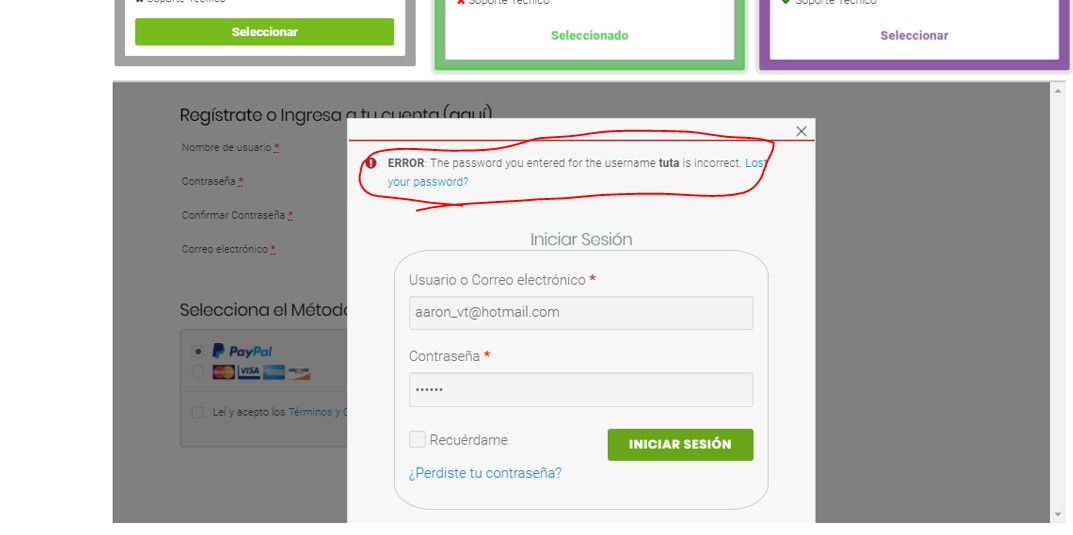 Soporte Técnico
Soporte Técnico
Soporte Técnico
Seleccionar
Seleccionado
Seleccionar
Regístrate o Ingresa a tu cuenta (aquí)
Nombre de usuario *
Contraseña *
Confirmar Contraseña *
Correo electrónico *
Selecciona el Métod
PayPal
VISA
Leí y acepto los Términos y C
ERROR: The password you entered for the username tuta is incorrect. Lost
your password?
Iniciar Sesión
Usuario o Correo electrónico *
aaron_vt@hotmail.com
Contraseña *
••••••
Recuérdame
INICIAR SESIÓN
¿Perdiste tu contraseña?